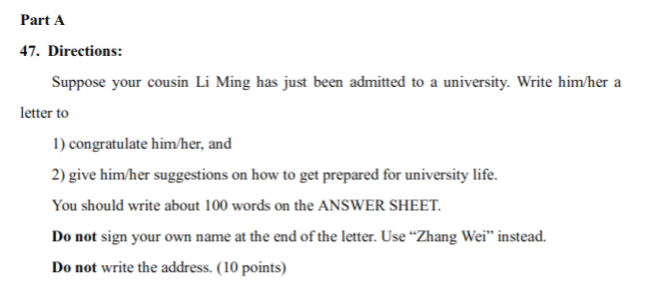 Part A
47. Directions:
Suppose your cousin Li Ming has just been admitted to a university. Write him/her a
letter to
1) congratulate him/her, and
2) give him/her suggestions on how to get prepared for university life.
You should write about 100 words on the ANSWER SHEET.
Do not sign your own name at the end of the letter. Use “Zhang Wei” instead.
Do not write the address. (10 points)